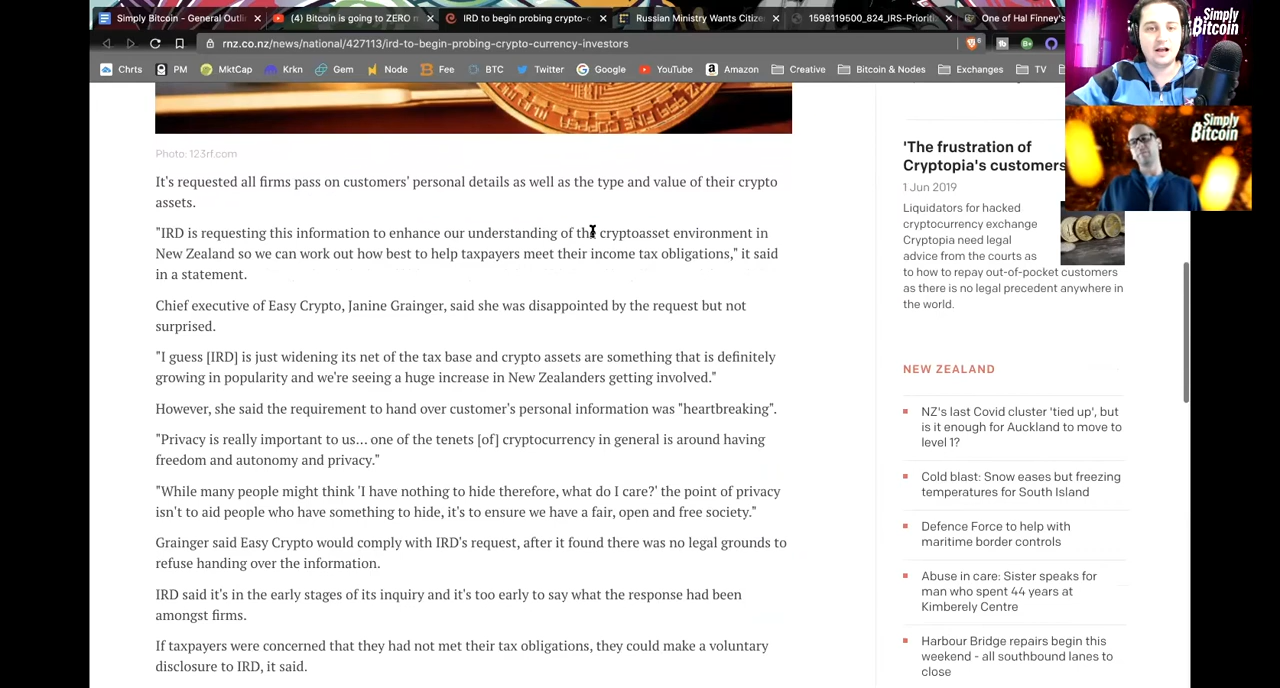 Simply Bitcoin - General Outli
(4) Bitcoin is going to ZERO
IRD to begin probing crypto-c
Russian Ministry Wants Citize
1598119500_824_IRS-Prioriti
One of Hal Finney's
rnz.co.nz/news/national/427113/ird-to-begin-probing-crypto-currency-investors
Chrts
PM
MktCap
Krkn
Gem
Node
Fee
BTC
Twitter
Google
YouTube
Amazon
Creative
Bitcoin & Nodes
Exchanges
TV
Simply
Bitcoin
Simply
Bitcoin
Photo: 123rf.com
It's requested all firms pass on customers' personal details as well as the type and value of their crypto
assets.
"IRD is requesting this information to enhance our understanding of the cryptoasset environment in
New Zealand so we can work out how best to help taxpayers meet their income tax obligations," it said
in a statement.
Chief executive of Easy Crypto, Janine Grainger, said she was disappointed by the request but not
surprised.
"I guess [IRD] is just widening its net of the tax base and crypto assets are something that is definitely
growing in popularity and we're seeing a huge increase in New Zealanders getting involved."
However, she said the requirement to hand over customer's personal information was "heartbreaking".
"Privacy is really important to us... one of the tenets [of] cryptocurrency in general is around having
freedom and autonomy and privacy."
"While many people might think 'I have nothing to hide therefore, what do I care?' the point of privacy
isn't to aid people who have something to hide, it's to ensure we have a fair, open and free society."
Grainger said Easy Crypto would comply with IRD's request, after it found there was no legal grounds to
refuse handing over the information.
IRD said it's in the early stages of its inquiry and it's too early to say what the response had been
amongst firms.
If taxpayers were concerned that they had not met their tax obligations, they could make a voluntary
disclosure to IRD, it said.
'The frustration of
Cryptopia's customers
1 Jun 2019
Liquidators for hacked
cryptocurrency exchange
Cryptopia need legal
advice from the courts as
to how to repay out-of-pocket customers
as there is no legal precedent anywhere in
the world.
NEW ZEALAND
NZ's last Covid cluster 'tied up', but
is it enough for Auckland to move to
level 1?
Cold blast: Snow eases but freezing
temperatures for South Island
Defence Force to help with
maritime border controls
Abuse in care: Sister speaks for
man who spent 44 years at
Kimberely Centre
Harbour Bridge repairs begin this
weekend - all southbound lanes to
close